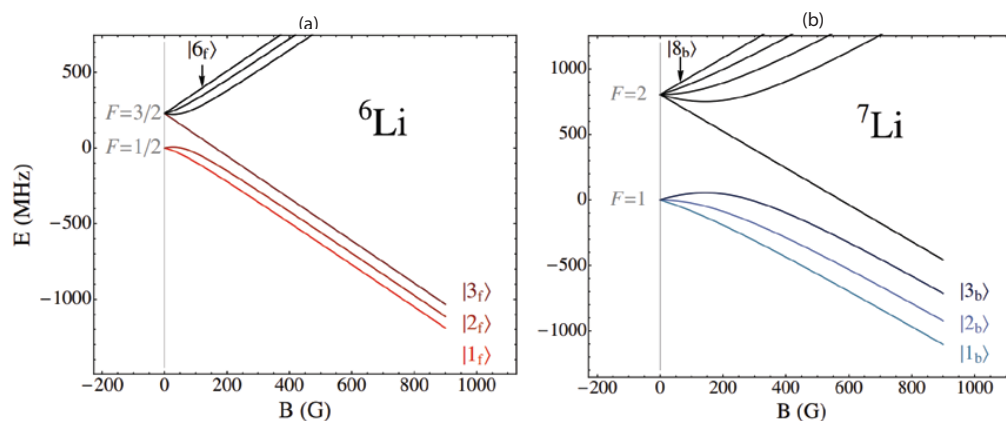 (a)
|6f⟩
500
F=3/2
6Li
0
F=1/2
E (MHz)
−500
−1000
|3f⟩
|2f⟩
|1f⟩
−200 0 200 400 600 800 1000
B (G)
(b)
|8b⟩
1000
F=2
7Li
500
0
F=1
−500
|3b⟩
|2b⟩
−1000
|1b⟩
−200 0 200 400 600 800 1000
B (G)